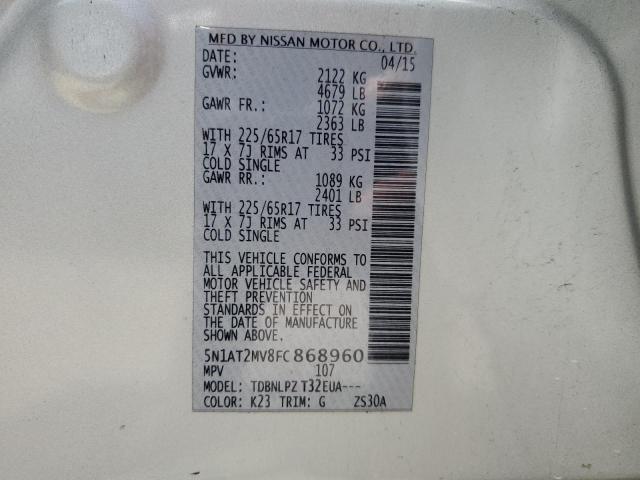 MFD BY NISSAN MOTOR CO., LTD.
DATE: 04/15
GVWR: 2122 KG
4679 LB
GAWR FR.: 1072 KG
2363 LB
WITH 225/65R17 TIRES
17 X 7J RIMS AT 33 PSI
COLD SINGLE
GAWR RR.: 1089 KG
2401 LB
WITH 225/65R17 TIRES
17 X 7J RIMS AT 33 PSI
COLD SINGLE
THIS VEHICLE CONFORMS TO
ALL APPLICABLE FEDERAL
MOTOR VEHICLE SAFETY AND
THEFT PREVENTION
STANDARDS IN EFFECT ON
THE DATE OF MANUFACTURE
SHOWN ABOVE.
5N1AT2MV8FC868960
MPV 107
MODEL: TDBNLPZ T32EUA---
COLOR: K23 TRIM: G ZS30A